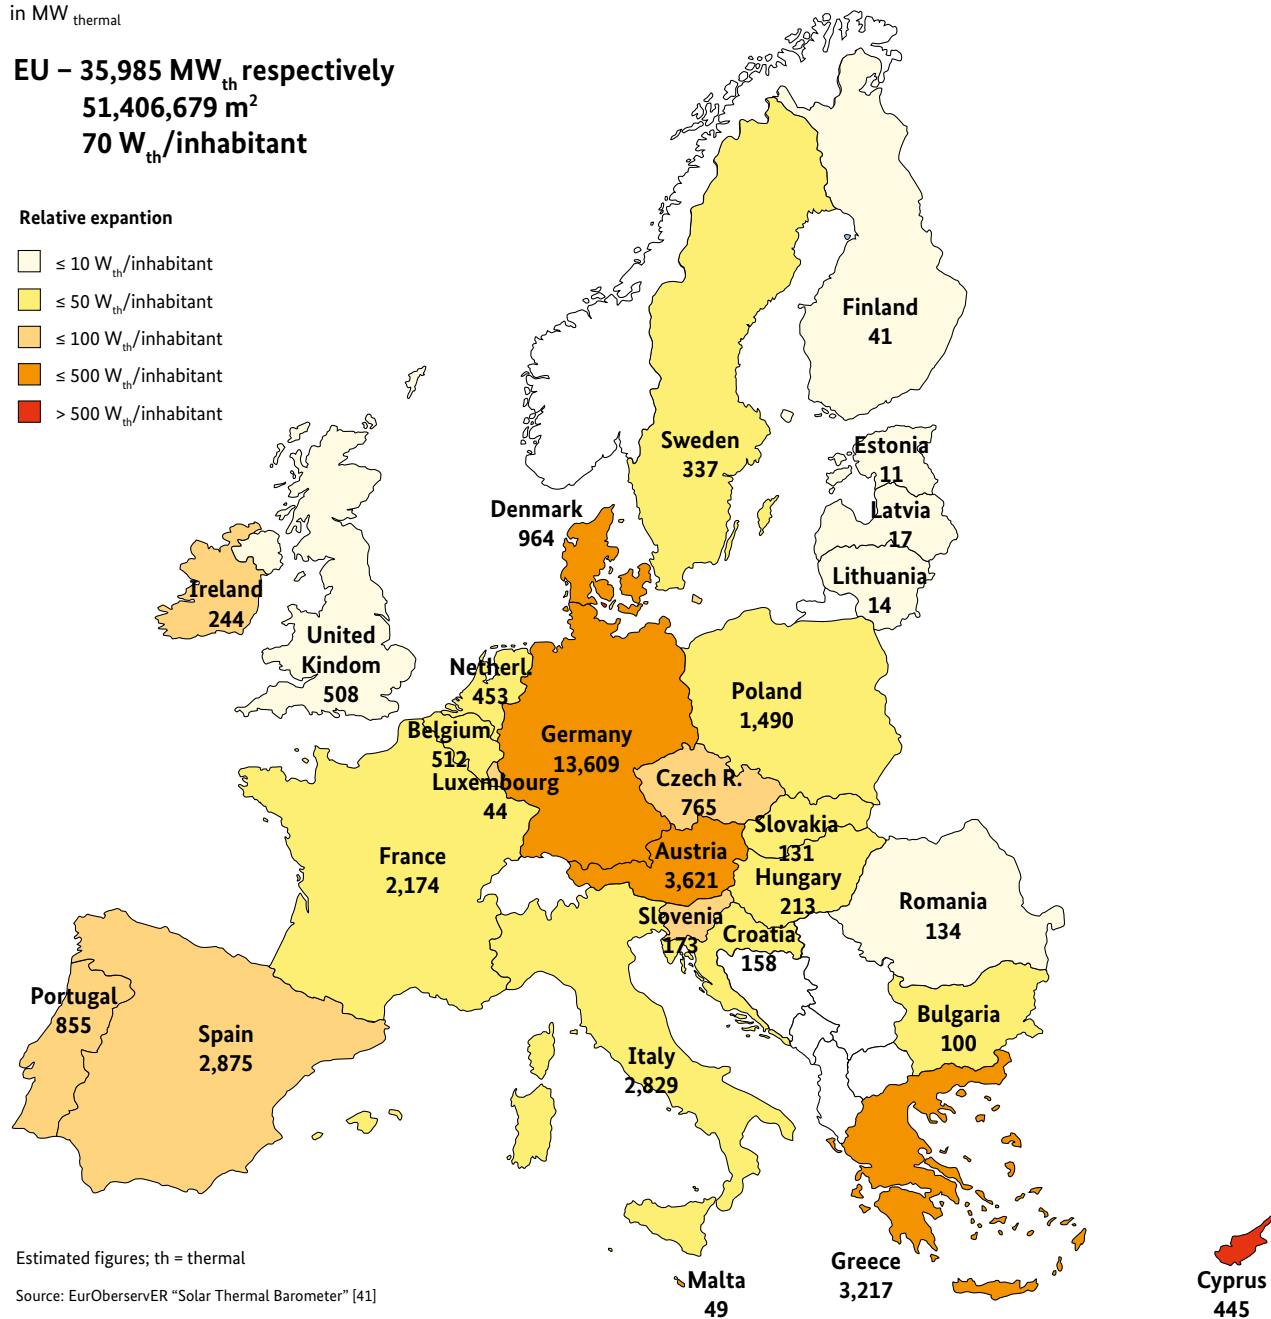 in MW thermal
EU – 35,985 MWth respectively
51,406,679 m²
70 Wth/inhabitant
Relative expantion
≤ 10 Wth/inhabitant
≤ 50 Wth/inhabitant
≤ 100 Wth/inhabitant
≤ 500 Wth/inhabitant
> 500 Wth/inhabitant
Finland
41
Sweden
337
Estonia
11
Latvia
17
Lithuania
14
Denmark
964
Ireland
244
United
Kindom
508
Netherl.
453
Belgium
512
Luxembourg
44
Germany
13,609
Poland
1,490
Czech R.
765
Slovakia
131
Austria
3,621
Hungary
213
France
2,174
Slovenia
173
Croatia
158
Romania
134
Bulgaria
100
Portugal
855
Spain
2,875
Italy
2,829
Greece
3,217
Malta
49
Cyprus
445
Estimated figures; th = thermal
Source: EurOberservER “Solar Thermal Barometer” [41]